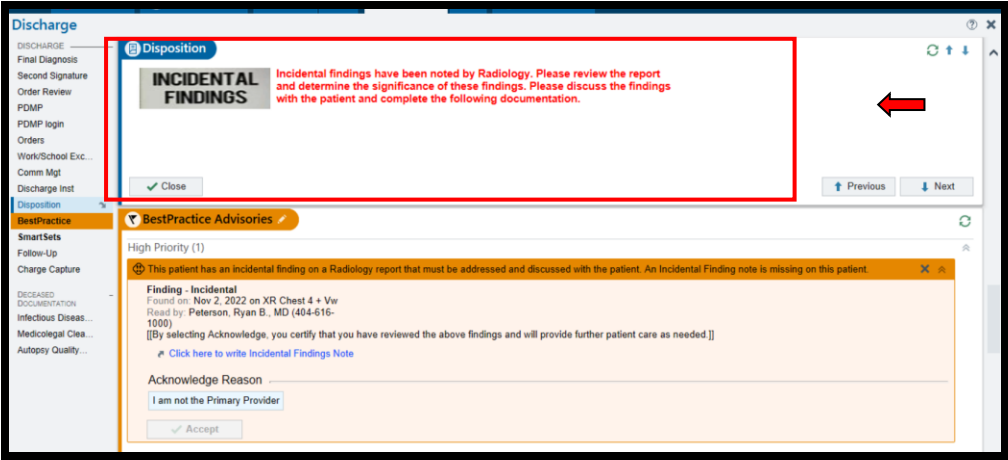 Discharge
DISCHARGE
Final Diagnosis
Second Signature
Order Review
PDMP
PDMP login
Orders
Work/School Exc...
Comm Mgt
Discharge Inst
Disposition
BestPractice
SmartSets
Follow-Up
Charge Capture
DECEASED
DOCUMENTATION
Infectious Diseas...
Medicolegal Clea...
Autopsy Quality...
Disposition
INCIDENTAL
FINDINGS
Incidental findings have been noted by Radiology. Please review the report
and determine the significance of these findings. Please discuss the findings
with the patient and complete the following documentation.
Close
Previous
Next
BestPractice Advisories
High Priority (1)
This patient has an incidental finding on a Radiology report that must be addressed and discussed with the patient. An Incidental Finding note is missing on this patient.
Finding - Incidental
Found on: Nov 2, 2022 on XR Chest 4 + Vw
Read by: Peterson, Ryan B., MD (404-616-
1000)
[[By selecting Acknowledge, you certify that you have reviewed the above findings and will provide further patient care as needed.]]
Click here to write Incidental Findings Note
Acknowledge Reason
I am not the Primary Provider
Accept